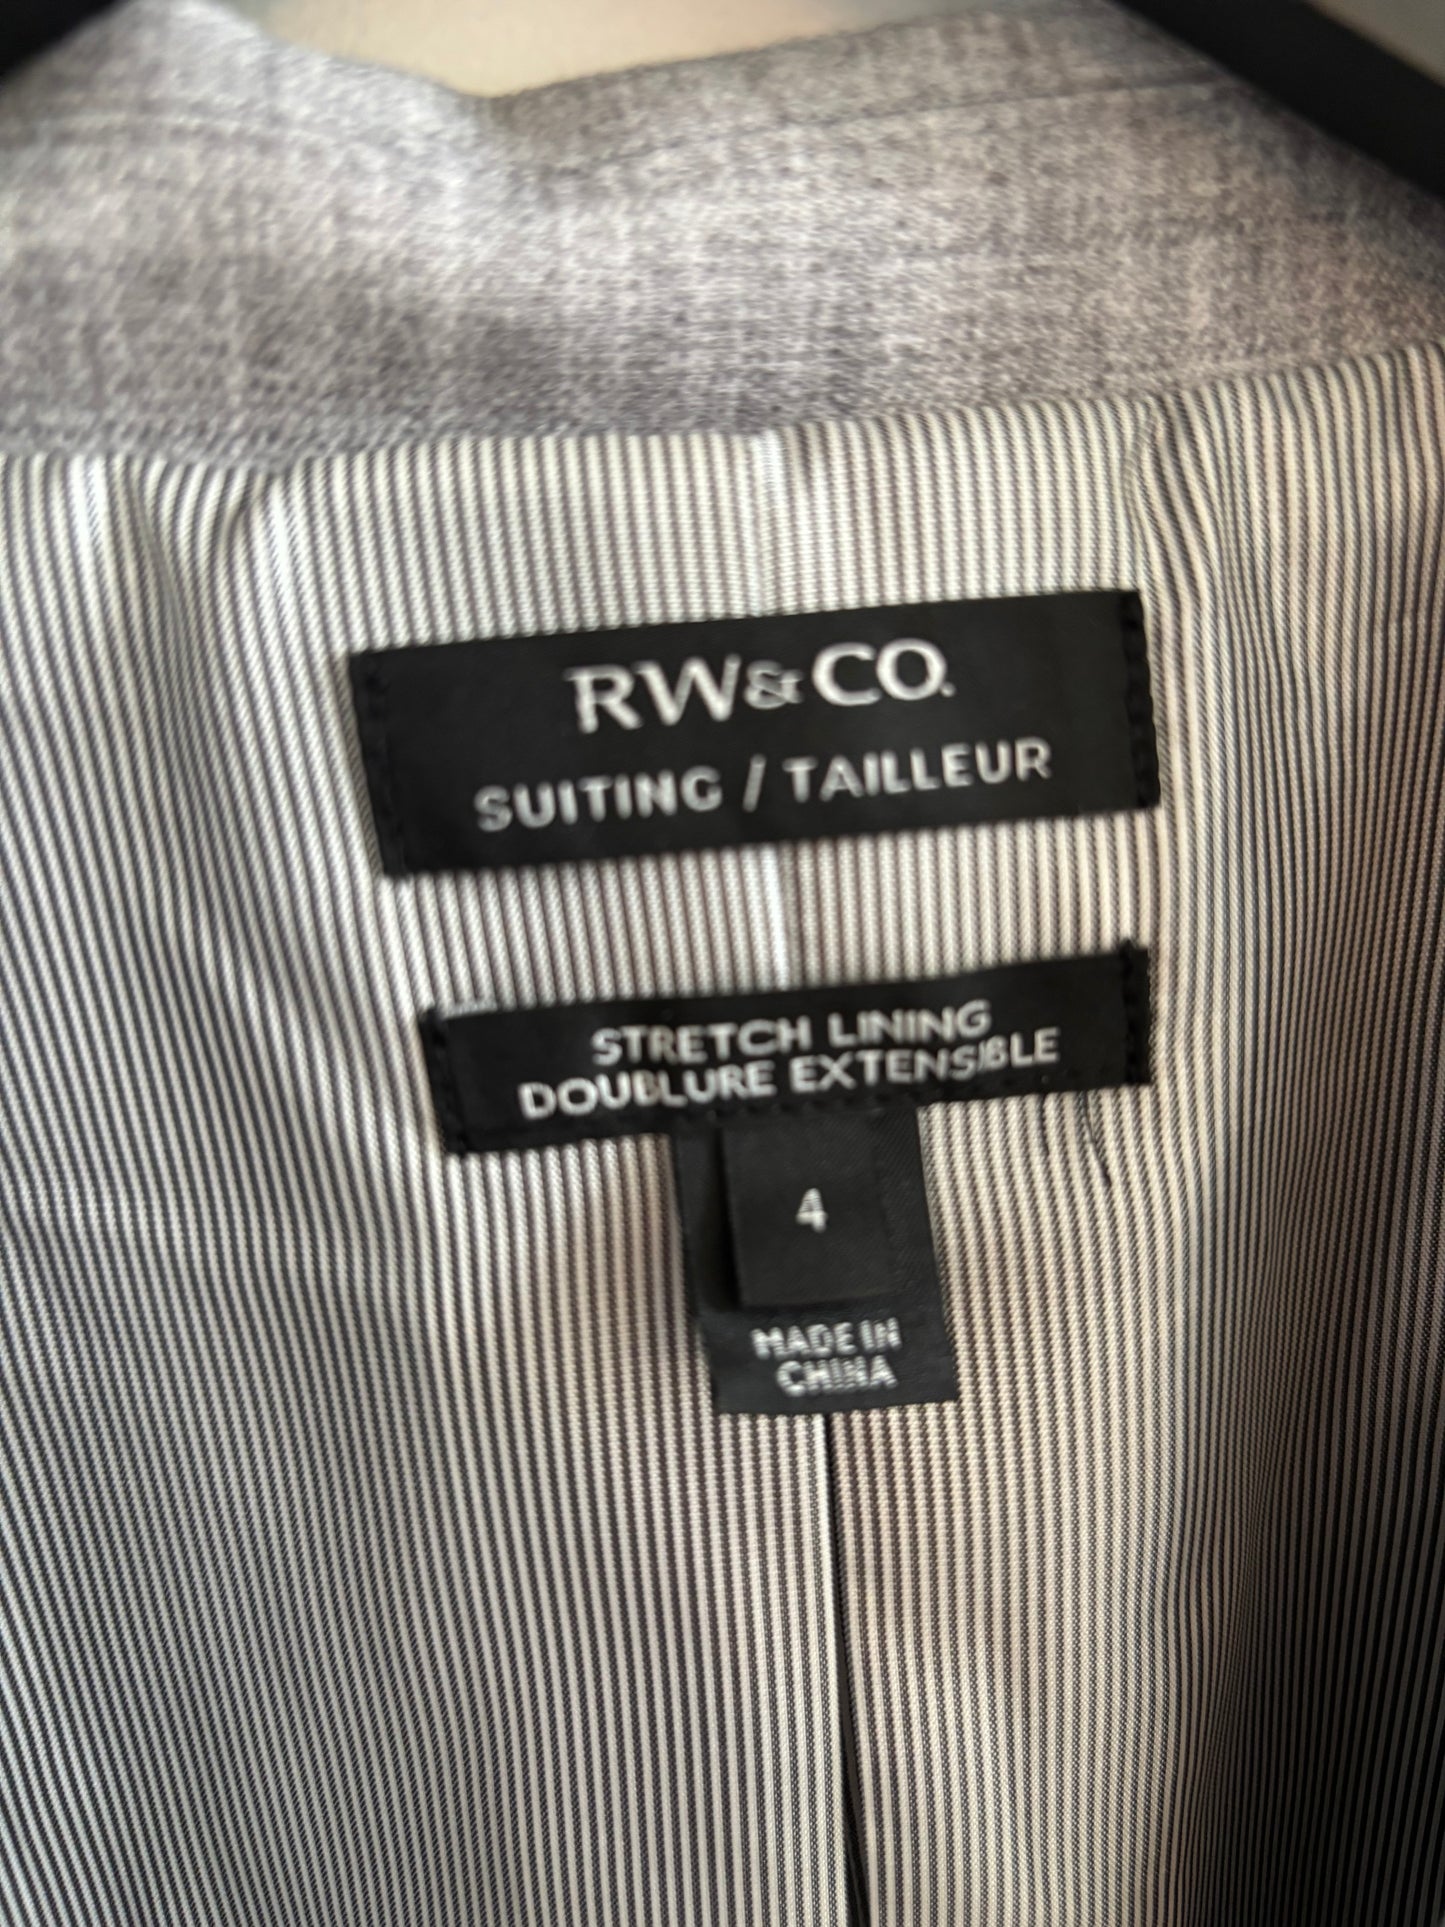 RW&CO.
SUITING / TAILLEUR
STRETCH LINING
DOUBLURE EXTENSIBLE
4
MADE IN
CHINA